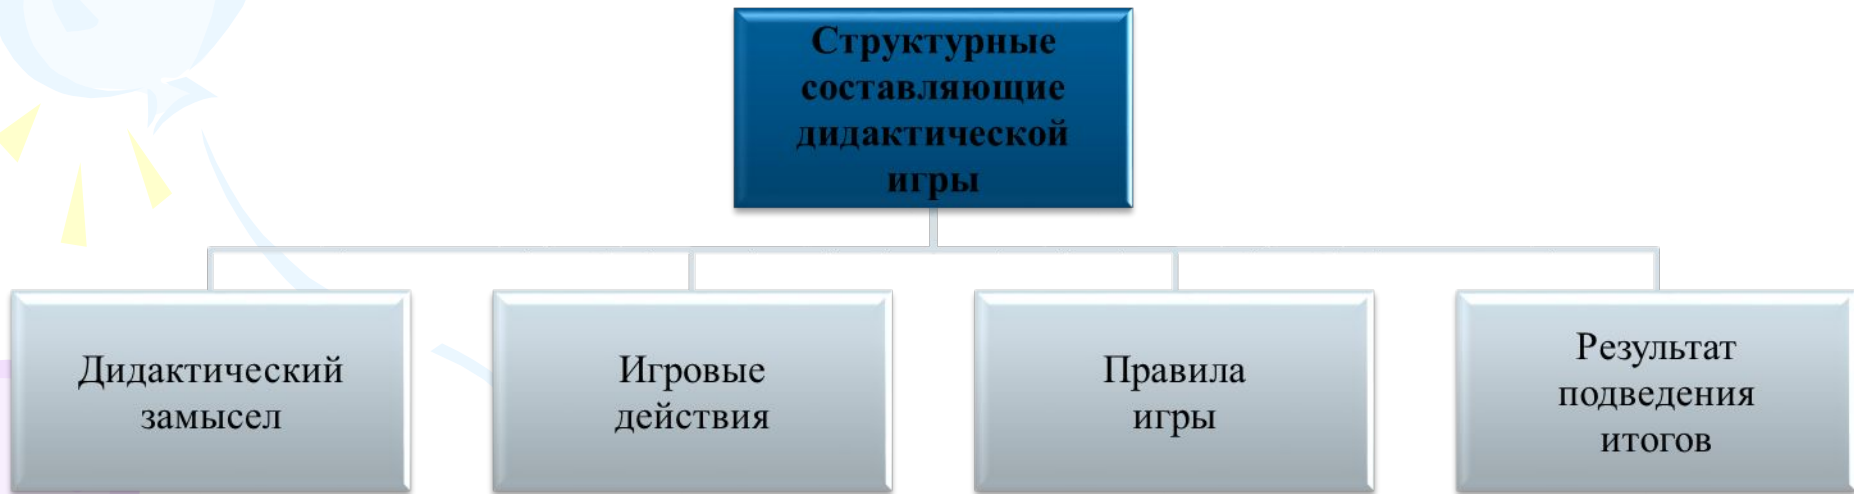 Структурные
составляющие
дидактической
игры
Дидактический
замысел
Игровые
действия
Правила
игры
Результат
подведения
итогов